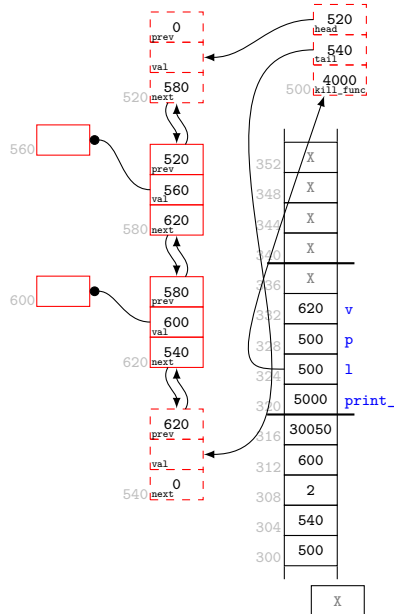 0
prev
val
580
520 next
520
head
540
tail
4000
500 kill_func
560
520
prev
560
val
620
580 next
600
580
prev
600
val
540
620 next
620
prev
val
0
540 next
X
352
X
348
X
344
X
340
X
336
620 v
332
500 p
328
500 l
324
5000 print_
320
30050
316
600
312
2
308
540
304
500
300
X